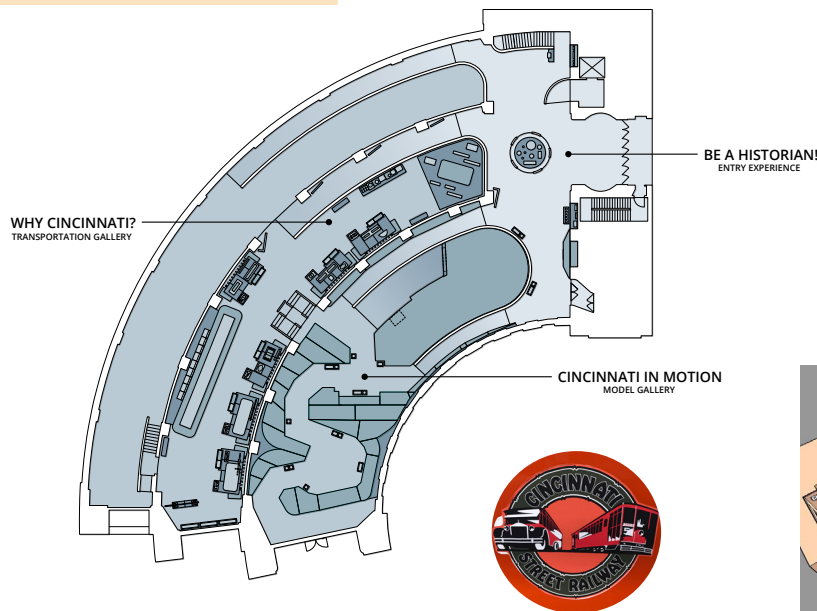 BE A HISTORIAN!
ENTRY EXPERIENCE
WHY CINCINNATI?
TRANSPORTATION GALLERY
CINCINNATI IN MOTION
MODEL GALLERY
CINCINNATI
STREET RAILWAY